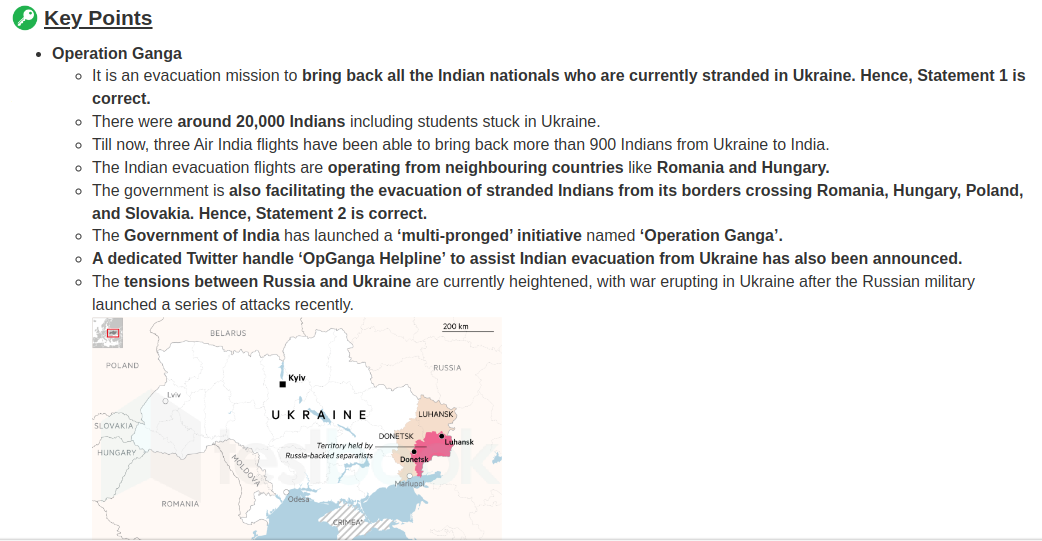 Key Points
Operation Ganga
It is an evacuation mission to bring back all the Indian nationals who are currently stranded in Ukraine. Hence, Statement 1 is
correct.
There were around 20,000 Indians including students stuck in Ukraine.
Till now, three Air India flights have been able to bring back more than 900 Indians from Ukraine to India.
The Indian evacuation flights are operating from neighbouring countries like Romania and Hungary.
The government is also facilitating the evacuation of stranded Indians from its borders crossing Romania, Hungary, Poland,
and Slovakia. Hence, Statement 2 is correct.
The Government of India has launched a ‘multi-pronged’ initiative named ‘Operation Ganga’.
A dedicated Twitter handle ‘OpGanga Helpline’ to assist Indian evacuation from Ukraine has also been announced.
The tensions between Russia and Ukraine are currently heightened, with war erupting in Ukraine after the Russian military
launched a series of attacks recently.
200 km
BELARUS
POLAND
RUSSIA
Kyiv
Lviv
UKRAINE
LUHANSK
SLOVAKIA
DONETSK
Luhansk
Territory held by
Russia-backed separatists
HUNGARY
Donetsk
MOLDOVA
Mariupol
Odesa
ROMANIA
CRIMEA